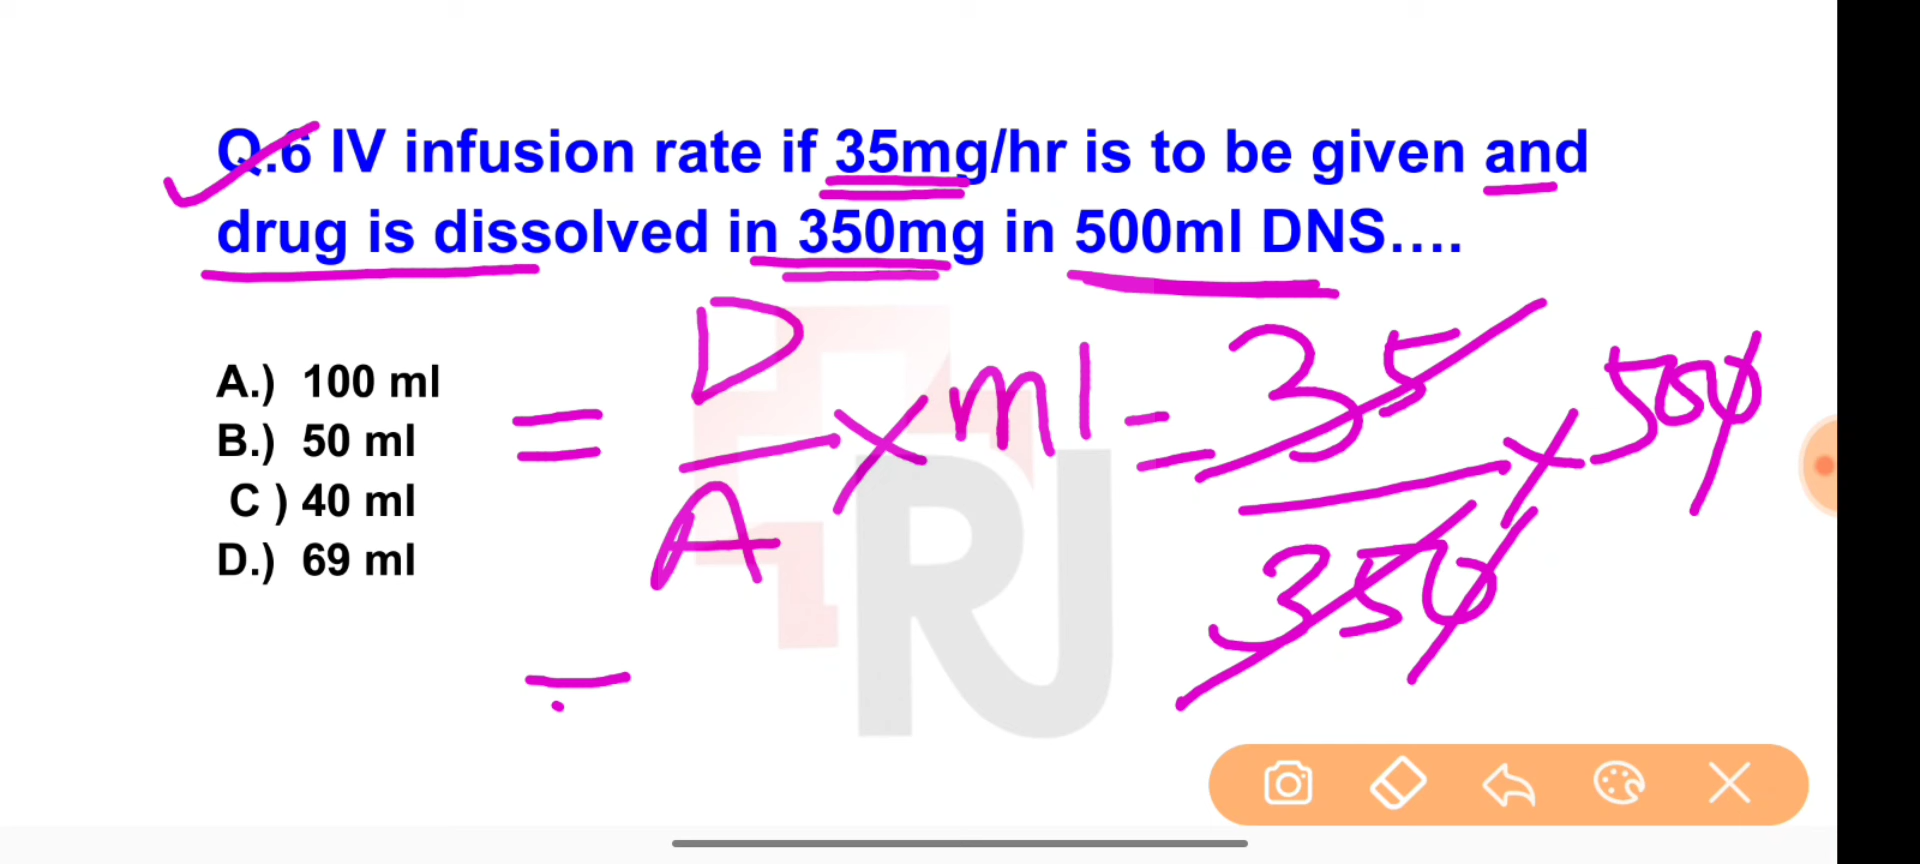 Q.6 IV infusion rate if 35mg/hr is to be given and
drug is dissolved in 350mg in 500ml DNS....
A.) 100 ml
B.) 50 ml
C ) 40 ml
D.) 69 ml
= D/A × ml = 35/350 × 500
=
RJ